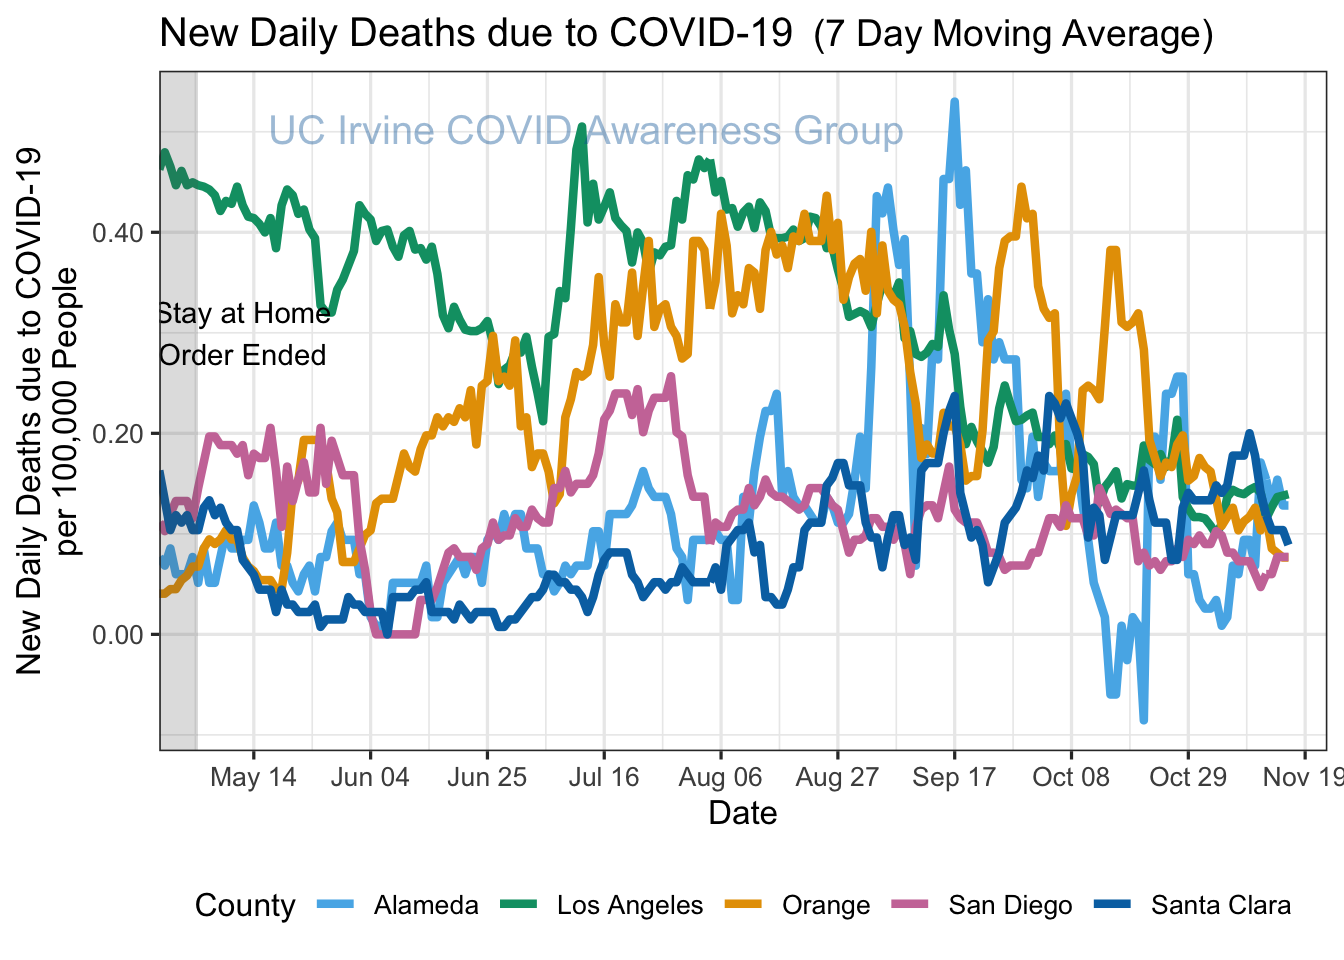 New Daily Deaths due to COVID-19 (7 Day Moving Average)
UC Irvine COVID Awareness Group
New Daily Deaths due to COVID-19
per 100,000 People
0.40
0.20
0.00
Stay at Home
Order Ended
May 14 Jun 04 Jun 25 Jul 16 Aug 06 Aug 27 Sep 17 Oct 08 Oct 29 Nov 19
Date
County Alameda Los Angeles Orange San Diego Santa Clara